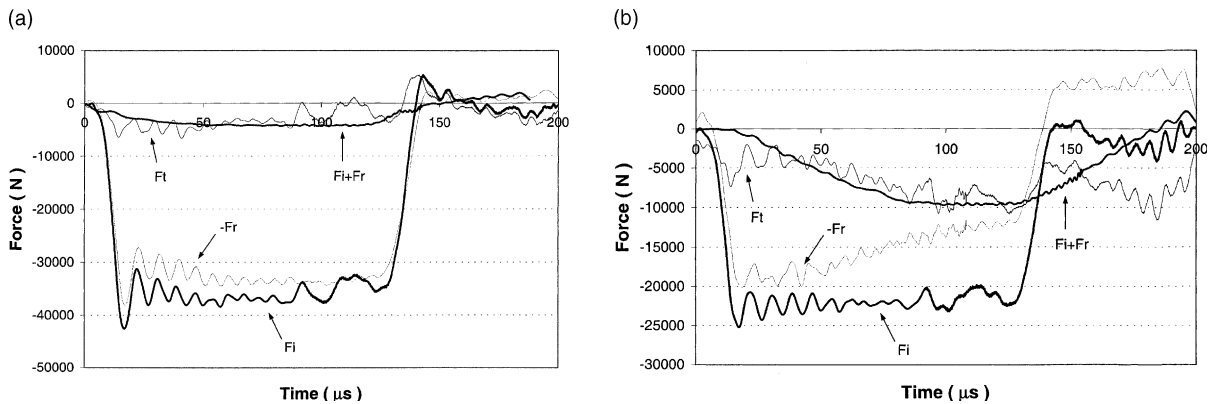 (a)
10000
0
-10000
-20000
-30000
-40000
-50000
0
50
100
150
200
Ft
Fi+Fr
-Fr
Fi
Force ( N )
Time ( μs )
(b)
10000
5000
0
-5000
-10000
-15000
-20000
-25000
-30000
0
50
100
150
200
Ft
Fi+Fr
-Fr
Fi
Force ( N )
Time ( μs )